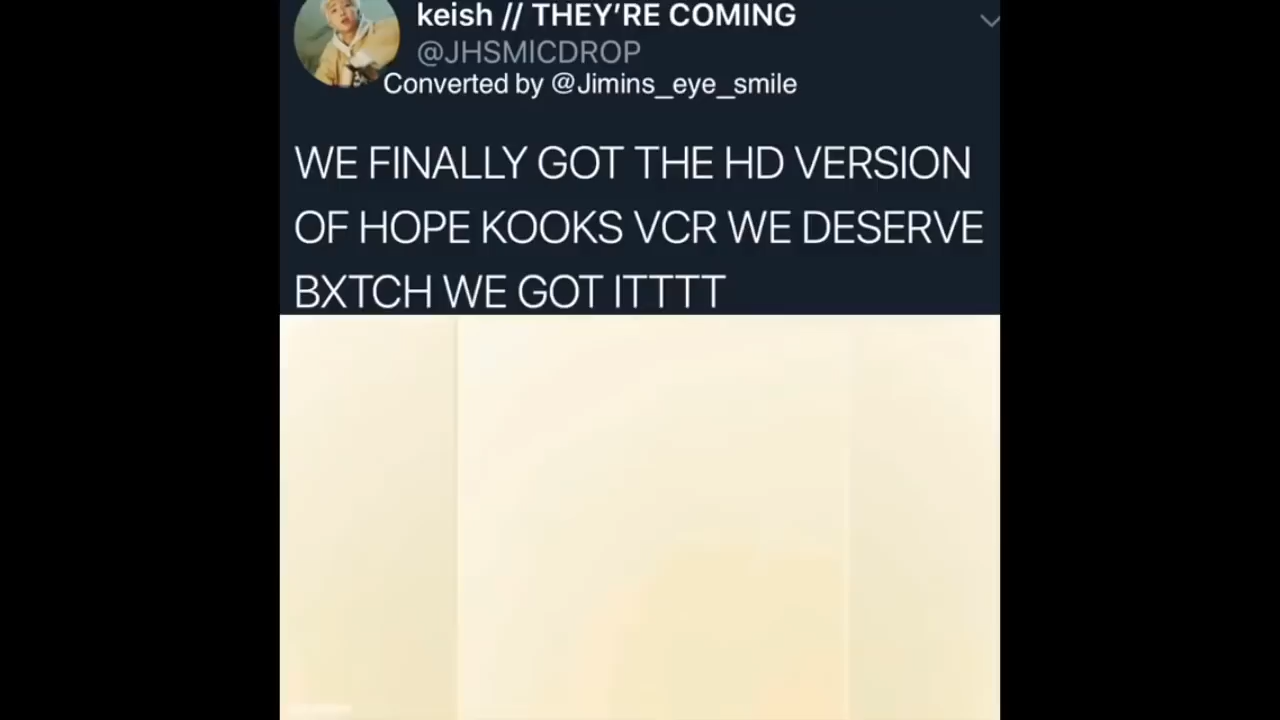 keish // THEY’RE COMING
@JHSMICDROP
Converted by @Jimins_eye_smile
WE FINALLY GOT THE HD VERSION
OF HOPE KOOKS VCR WE DESERVE
BXTCH WE GOT ITTTT